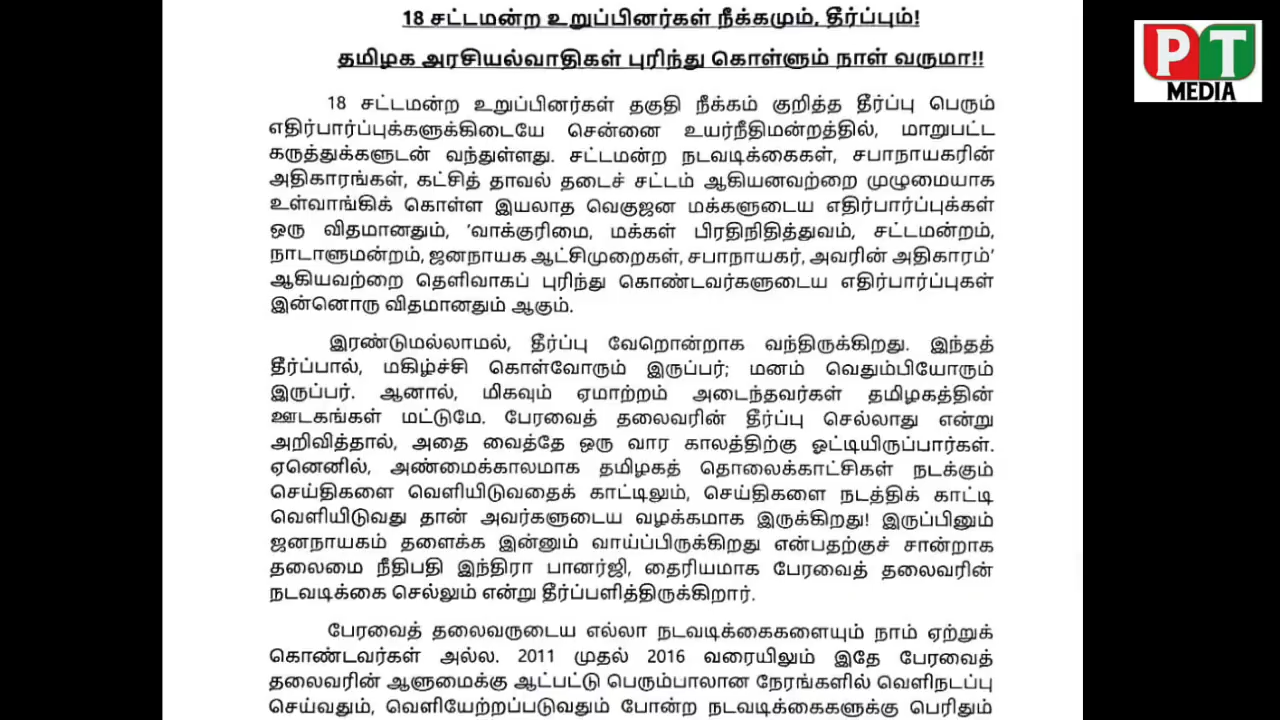 18 சட்டமன்ற உறுப்பினர்கள் நீக்கமும், தீர்ப்பும்!
தமிழக அரசியல்வாதிகள் புரிந்து கொள்ளும் நாள் வருமா!!
PT
MEDIA
18 சட்டமன்ற உறுப்பினர்கள் தகுதி நீக்கம் குறித்த தீர்ப்பு பெரும்
எதிர்பார்ப்புக்களுக்கிடையே சென்னை உயர்நீதிமன்றத்தில், மாறுபட்ட
கருத்துக்களுடன் வந்துள்ளது. சட்டமன்ற நடவடிக்கைகள், சபாநாயகரின்
அதிகாரங்கள், கட்சித் தாவல் தடைச் சட்டம் ஆகியனவற்றை முழுமையாக
உள்வாங்கிக் கொள்ள இயலாத வெகுஜன மக்களுடைய எதிர்பார்ப்புக்கள்
ஒரு விதமானதும், 'வாக்குரிமை, மக்கள் பிரதிநிதித்துவம், சட்டமன்றம்,
நாடாளுமன்றம், ஜனநாயக ஆட்சிமுறைகள், சபாநாயகர், அவரின் அதிகாரம்'
ஆகியவற்றை தெளிவாகப் புரிந்து கொண்டவர்களுடைய எதிர்பார்ப்புகள்
இன்னொரு விதமானதும் ஆகும்.
இரண்டுமல்லாமல், தீர்ப்பு வேறொன்றாக வந்திருக்கிறது. இந்தத்
தீர்ப்பால், மகிழ்ச்சி கொள்வோரும் இருப்பர்; மனம் வெதும்பியோரும்
இருப்பர். ஆனால், மிகவும் ஏமாற்றம் அடைந்தவர்கள் தமிழகத்தின்
ஊடகங்கள் மட்டுமே. பேரவைத் தலைவரின் தீர்ப்பு செல்லாது என்று
அறிவித்தால், அதை வைத்தே ஒரு வார காலத்திற்கு ஓட்டியிருப்பார்கள்.
ஏனெனில், அண்மைக்காலமாக தமிழகத் தொலைக்காட்சிகள் நடக்கும்
செய்திகளை வெளியிடுவதைக் காட்டிலும், செய்திகளை நடத்திக் காட்டி
வெளியிடுவது தான் அவர்களுடைய வழக்கமாக இருக்கிறது! இருப்பினும்
ஜனநாயகம் தளைக்க இன்னும் வாய்ப்பிருக்கிறது என்பதற்குச் சான்றாக
தலைமை நீதிபதி இந்திரா பானர்ஜி, தைரியமாக பேரவைத் தலைவரின்
நடவடிக்கை செல்லும் என்று தீர்ப்பளித்திருக்கிறார்.
பேரவைத் தலைவருடைய எல்லா நடவடிக்கைகளையும் நாம் ஏற்றுக்
கொண்டவர்கள் அல்ல. 2011 முதல் 2016 வரையிலும் இதே பேரவைத்
தலைவரின் ஆளுமைக்கு ஆட்பட்டு பெரும்பாலான நேரங்களில் வெளிநடப்பு
செய்வதும், வெளியேற்றப்படுவதும் போன்ற நடவடிக்கைகளுக்கு பெரிதும்